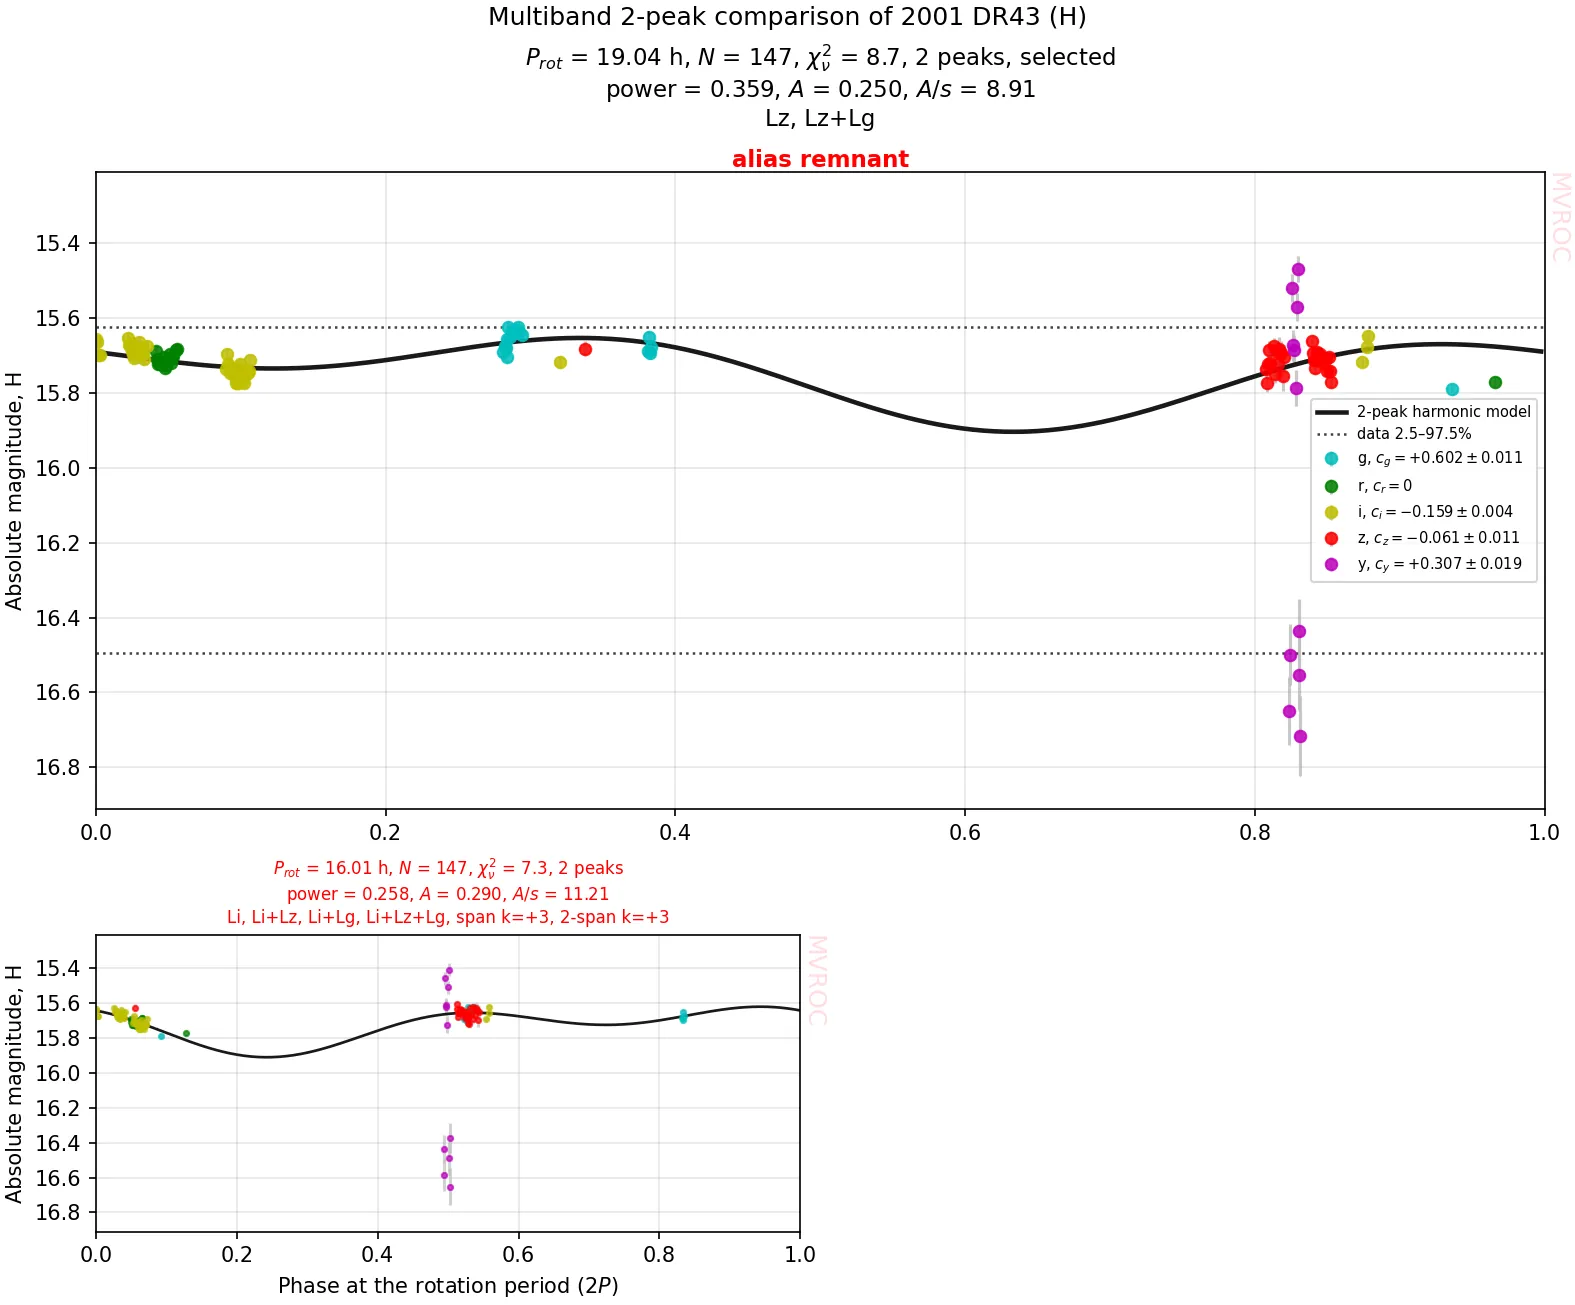 Multiband 2-peak comparison of 2001 DR43 (H)
P_rot = 19.04 h, N = 147, χ²_ν = 8.7, 2 peaks, selected
power = 0.359, A = 0.250, A/s = 8.91
Lz, Lz+Lg
alias remnant
MVROC
Absolute magnitude, H
15.4
15.6
15.8
16.0
16.2
16.4
16.6
16.8
2-peak harmonic model
data 2.5–97.5%
g, c_g = +0.602 ± 0.011
r, c_r = 0
i, c_i = −0.159 ± 0.004
z, c_z = −0.061 ± 0.011
y, c_y = +0.307 ± 0.019
0.0 0.2 0.4 0.6 0.8 1.0
P_rot = 16.01 h, N = 147, χ²_ν = 7.3, 2 peaks
power = 0.258, A = 0.290, A/s = 11.21
Li, Li+Lz, Li+Lg, Li+Lz+Lg, span k=+3, 2-span k=+3
MVROC
Absolute magnitude, H
15.4
15.6
15.8
16.0
16.2
16.4
16.6
16.8
0.0 0.2 0.4 0.6 0.8 1.0
Phase at the rotation period (2P)